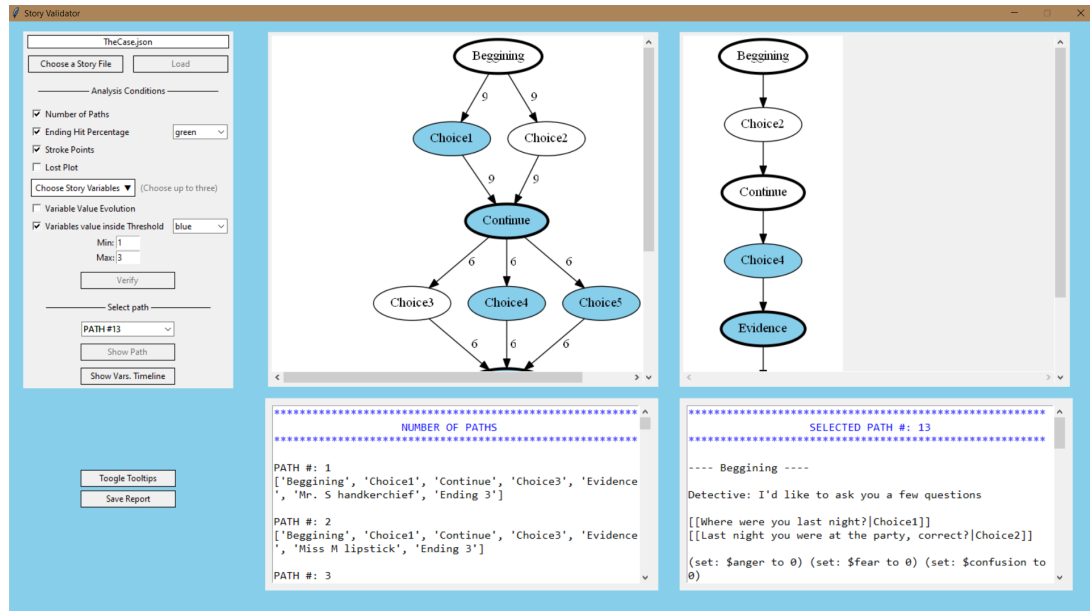 Story Validator
TheCase.json
Choose a Story File
Load
Analysis Conditions
Number of Paths
Ending Hit Percentage
green
Stroke Points
Lost Plot
Choose Story Variables ▼
(Choose up to three)
Variable Value Evolution
Variables value inside Threshold
blue
Min: 1
Max: 3
Verify
Select path
PATH #13
Show Path
Show Vars. Timeline
Toogle Tooltips
Save Report
Beggining
9
9
Choice1
Choice2
9
9
Continue
6
6
6
Choice3
Choice4
Choice5
6
6
6
Beggining
Choice2
Continue
Choice4
Evidence
*********************************************************
NUMBER OF PATHS
*********************************************************
PATH #: 1
['Beggining', 'Choice1', 'Continue', 'Choice3', 'Evidence
', 'Mr. S handkerchief', 'Ending 3']
PATH #: 2
['Beggining', 'Choice1', 'Continue', 'Choice3', 'Evidence
', 'Miss M lipstick', 'Ending 3']
PATH #: 3
********************************************************
SELECTED PATH #: 13
********************************************************
---- Beggining ----
Detective: I'd like to ask you a few questions
[[Where were you last night?|Choice1]]
[[Last night you were at the party, correct?|Choice2]]
(set: $anger to 0) (set: $fear to 0) (set: $confusion to
0)